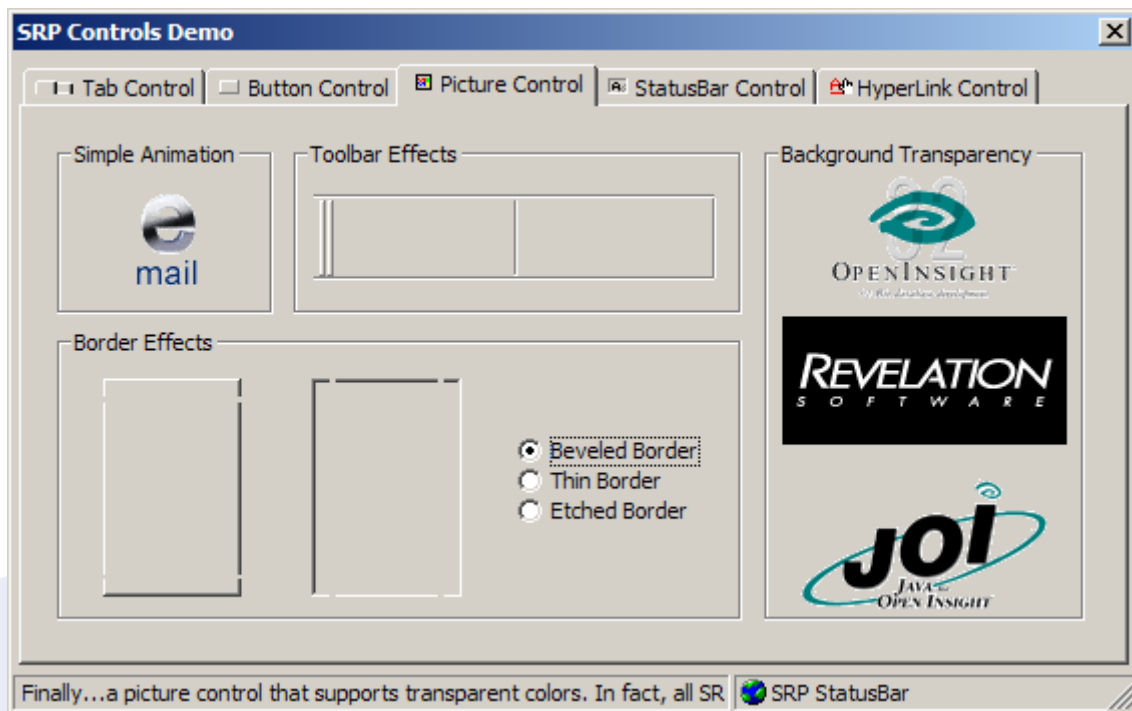 SRP Controls Demo
Tab Control
Button Control
Picture Control
StatusBar Control
HyperLink Control
Simple Animation
e
mail
Toolbar Effects
Background Transparency
32
OPENINSIGHT
REVELATION
SOFTWARE
JOI
JAVA
OPEN INSIGHT
Border Effects
Beveled Border
Thin Border
Etched Border
Finally...a picture control that supports transparent colors. In fact, all SR
SRP StatusBar